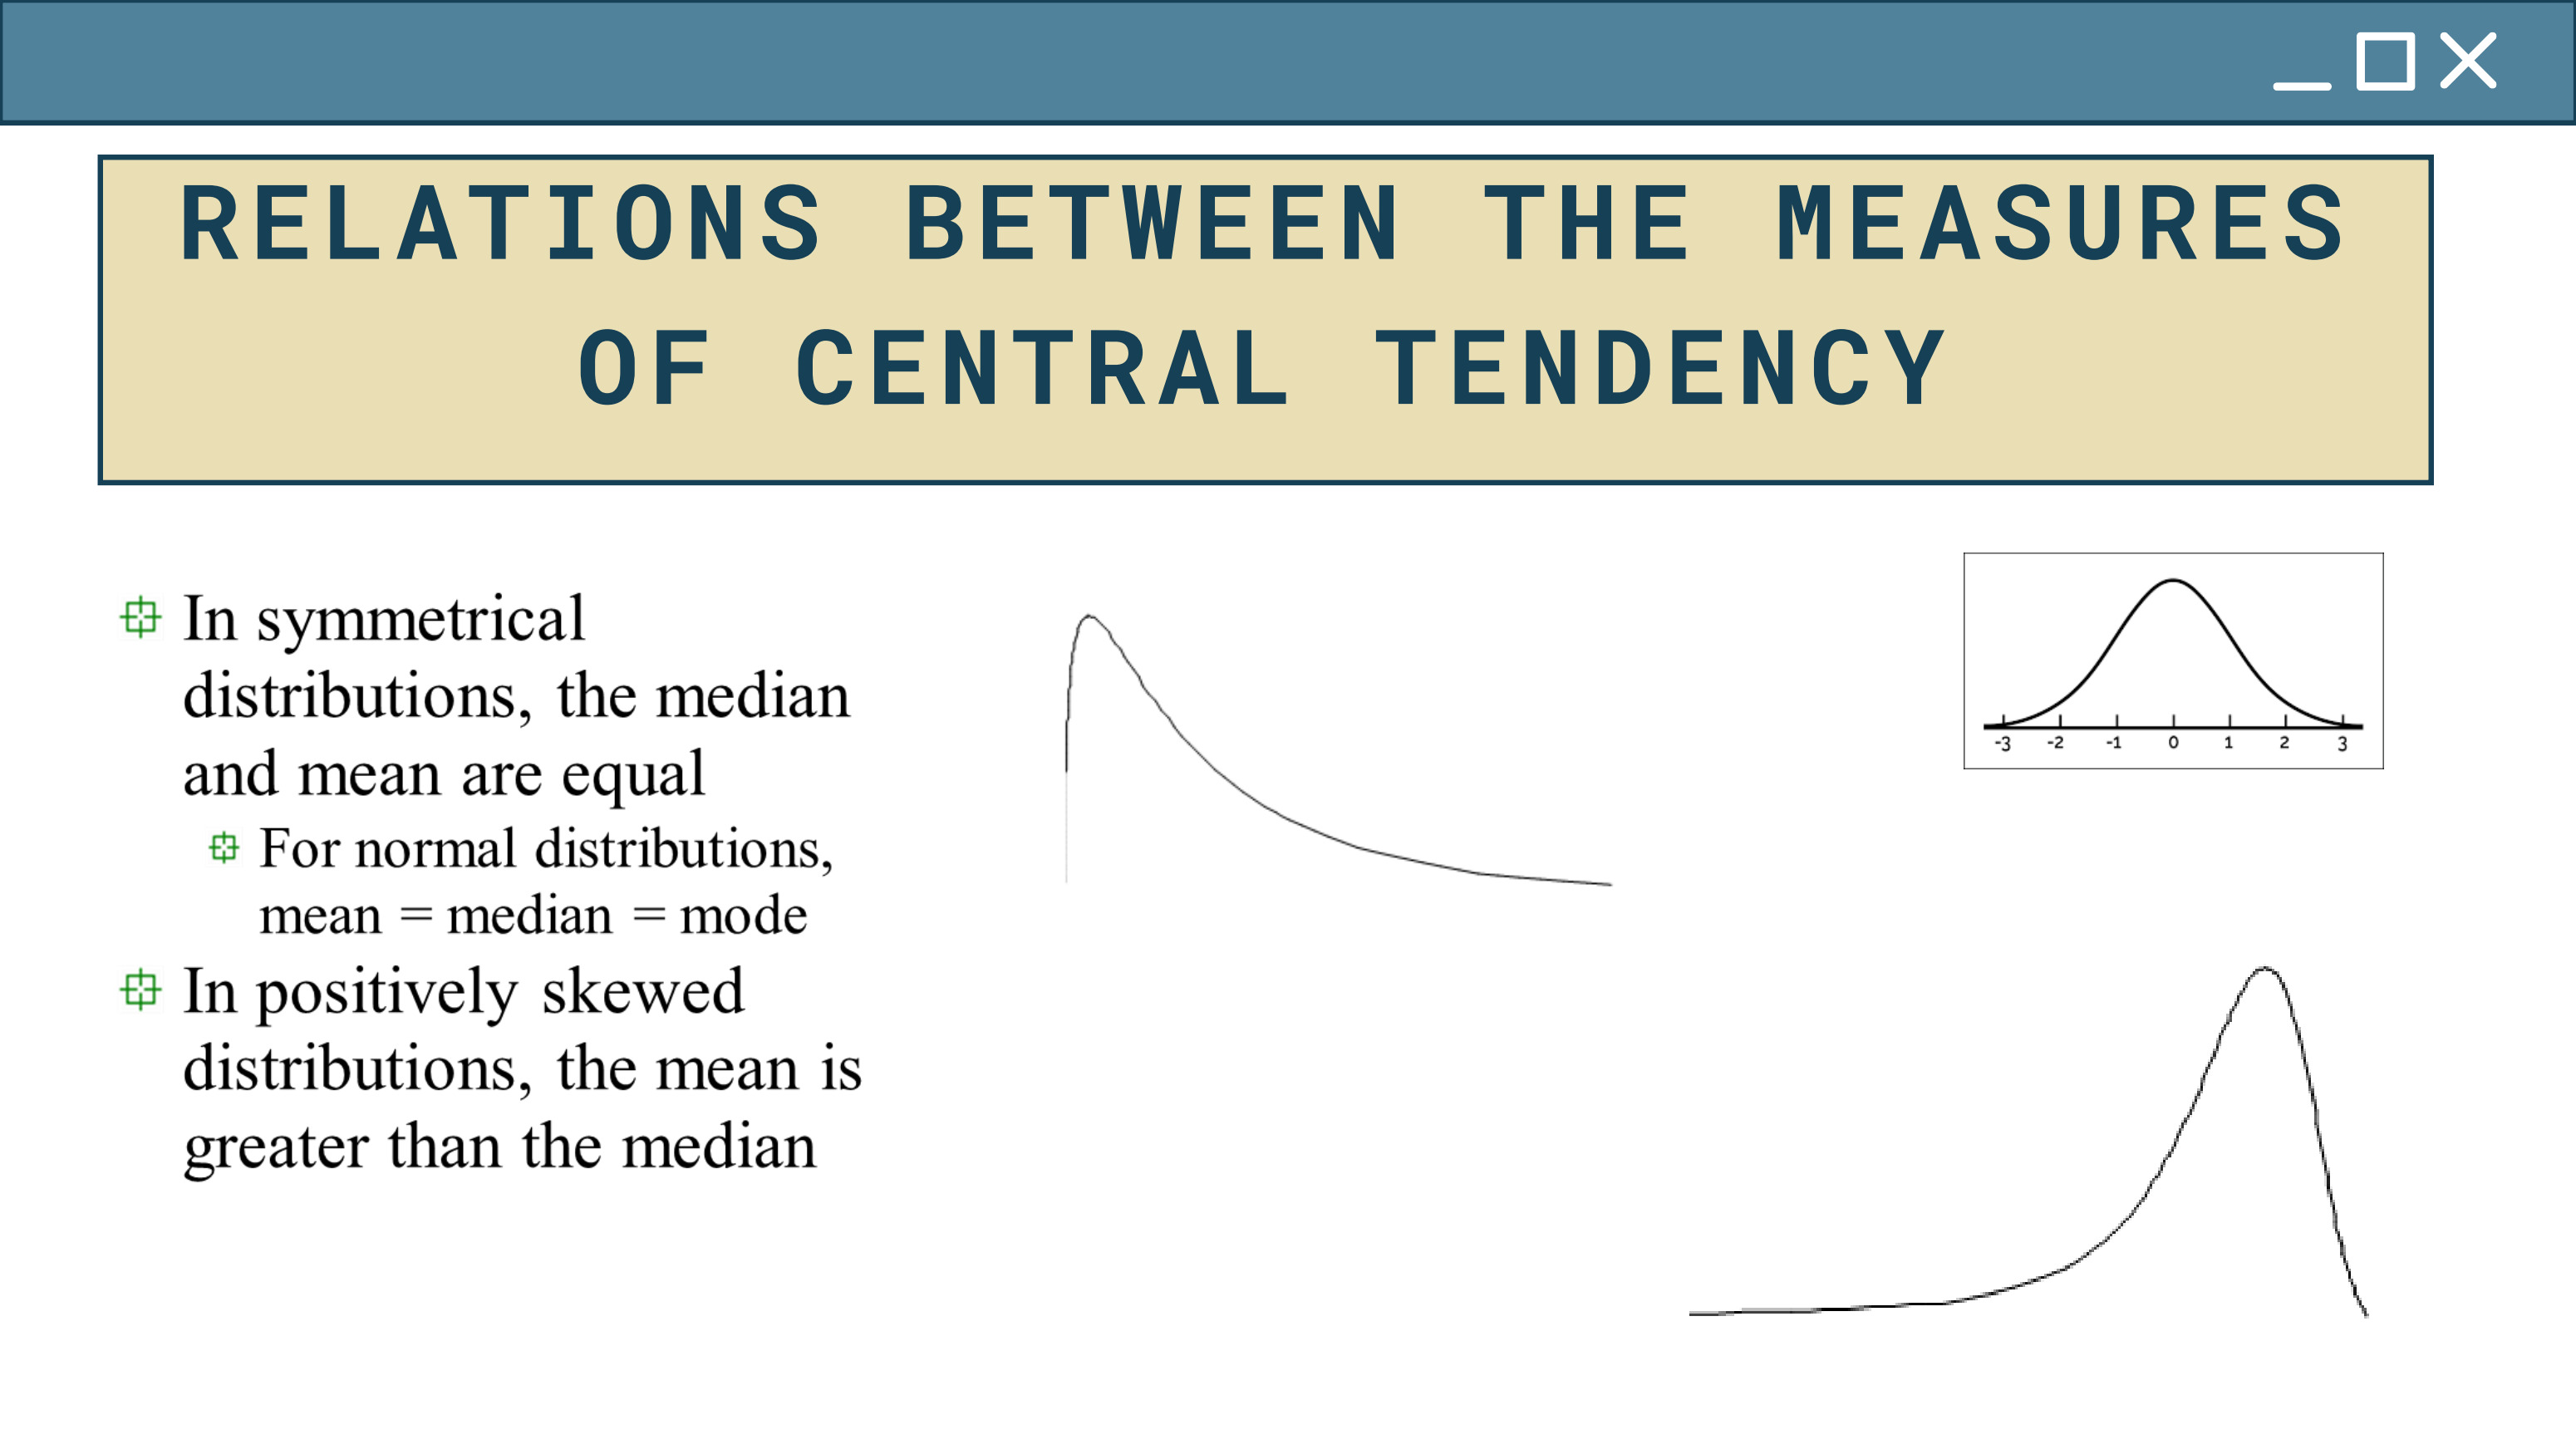 RELATIONS BETWEEN THE MEASURES
OF CENTRAL TENDENCY
In symmetrical
distributions, the median
and mean are equal
For normal distributions,
mean = median = mode
In positively skewed
distributions, the mean is
greater than the median
-3 -2 -1 0 1 2 3